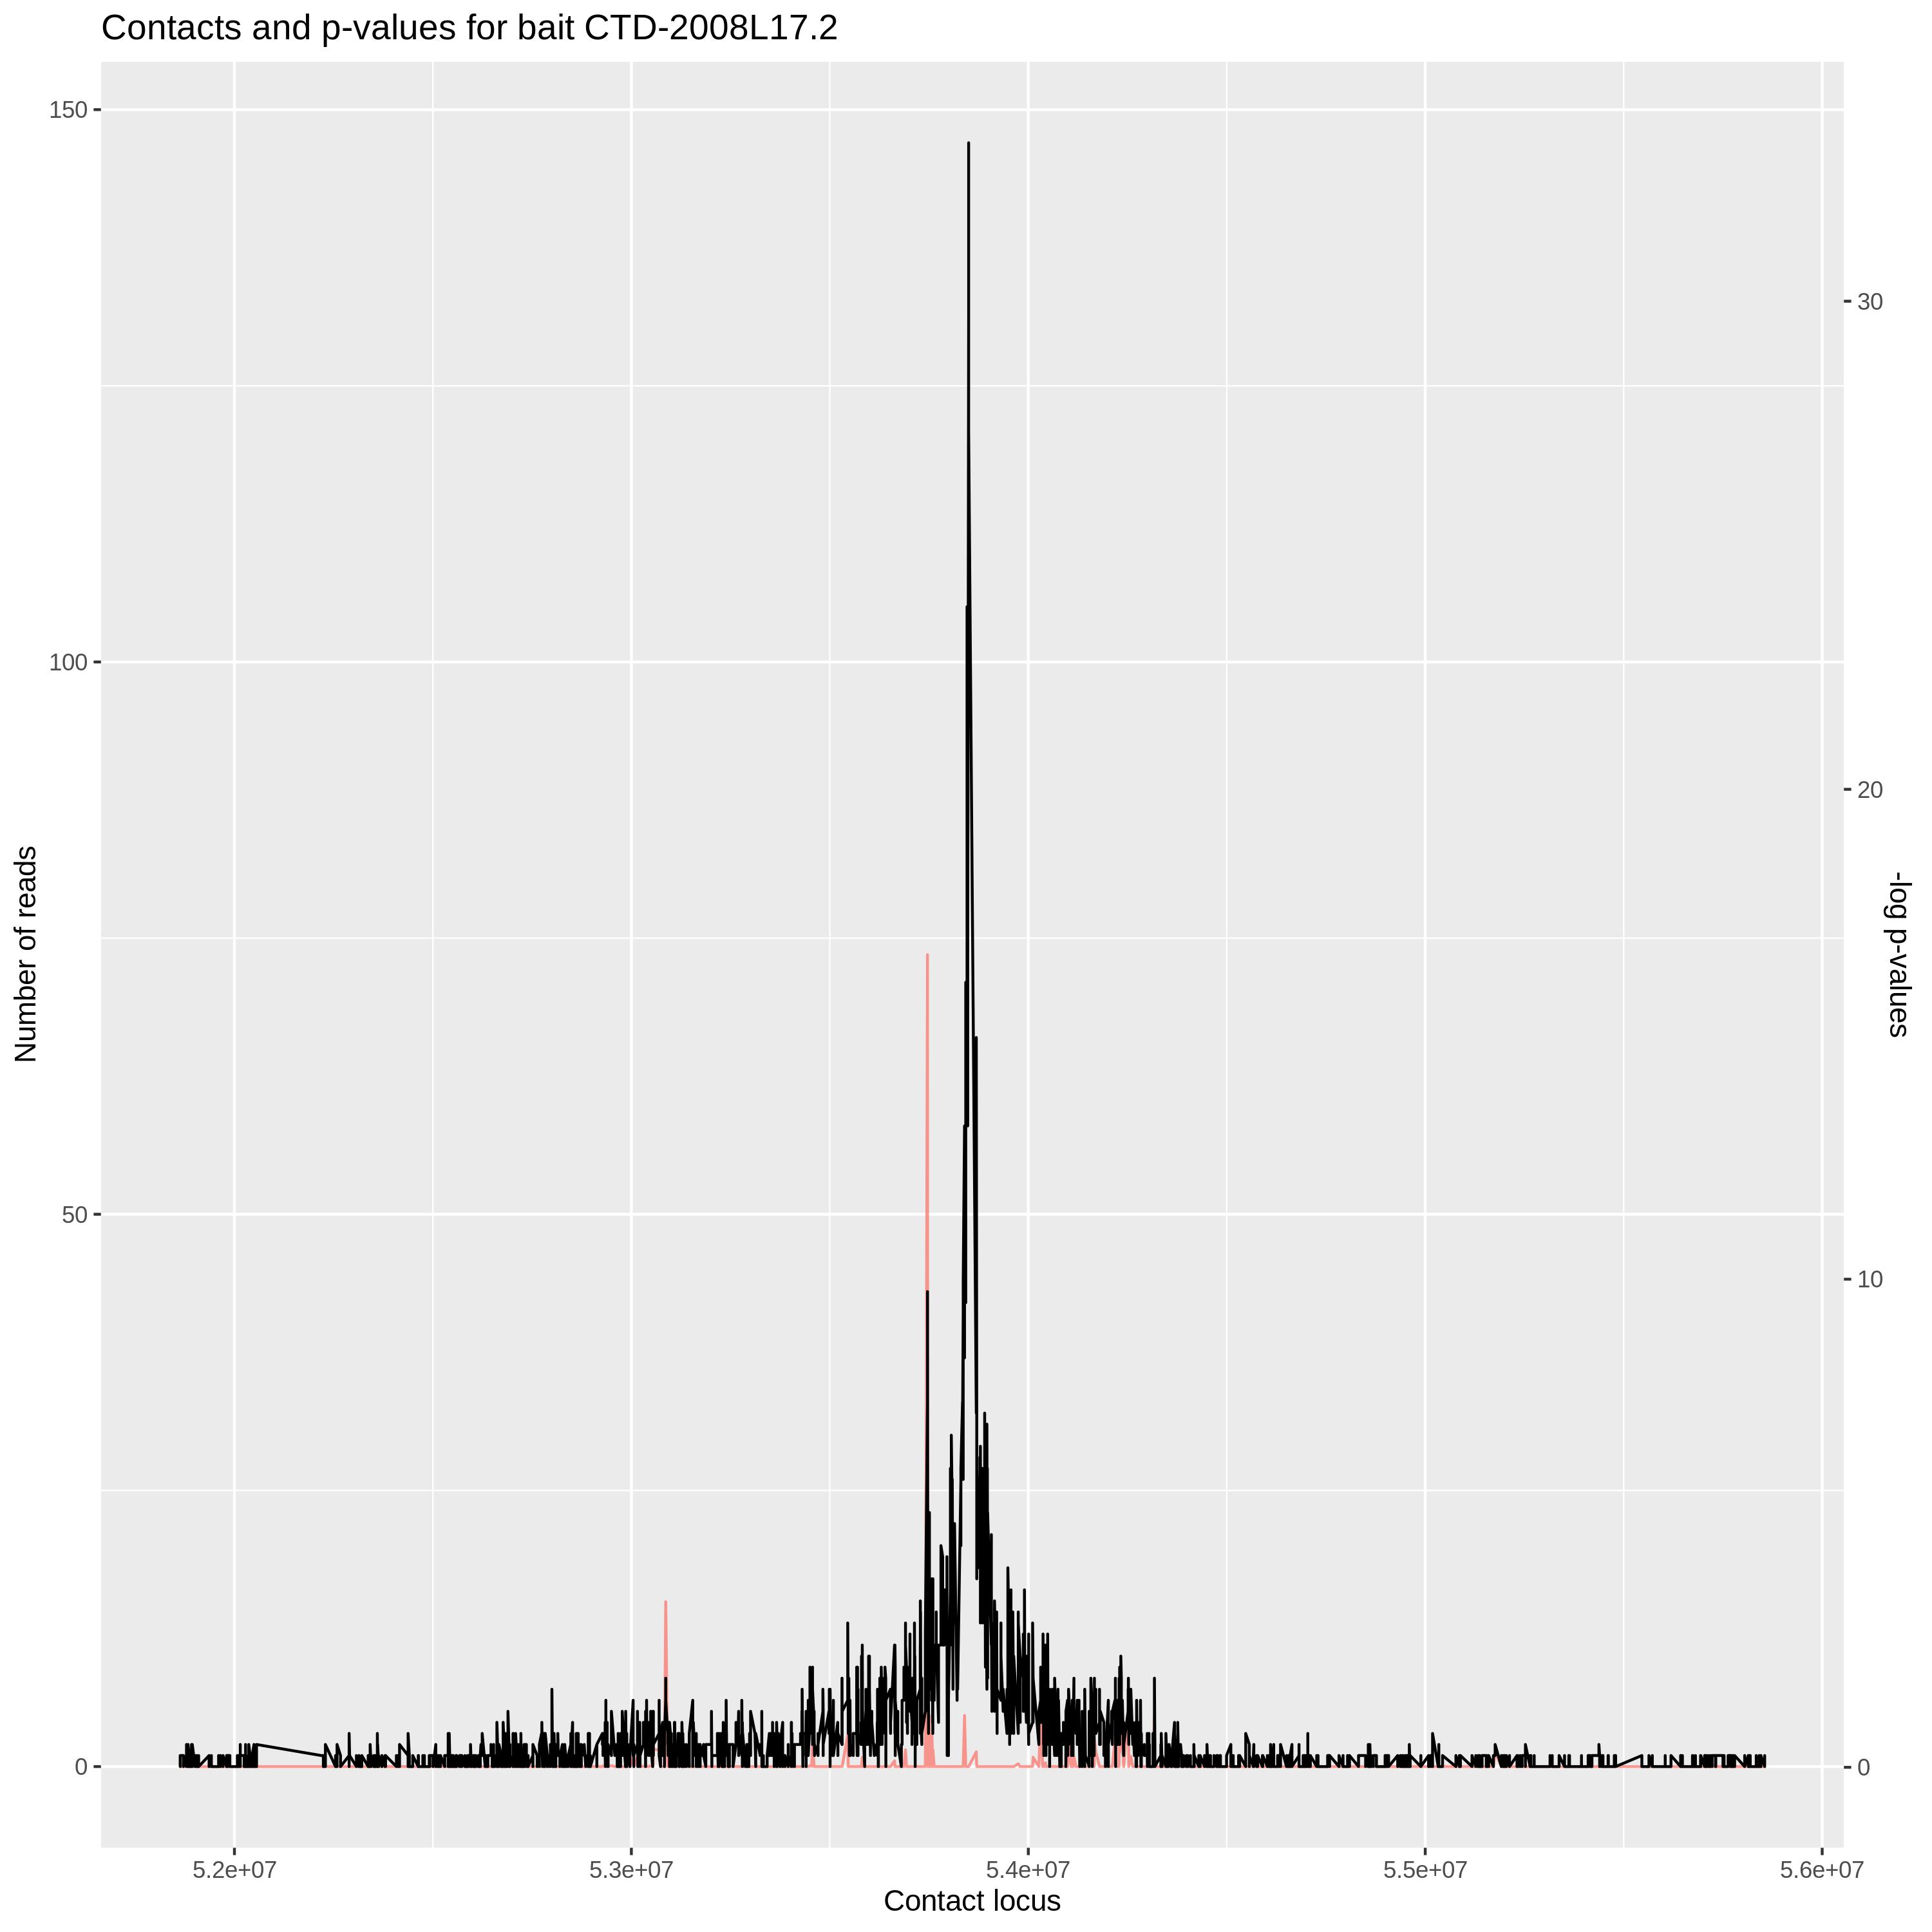 Contacts and p-values for bait CTD-2008L17.2
150
100
50
0
Number of reads
30
20
10
0
-log p-values
5.2e+07
5.3e+07
5.4e+07
5.5e+07
5.6e+07
Contact locus